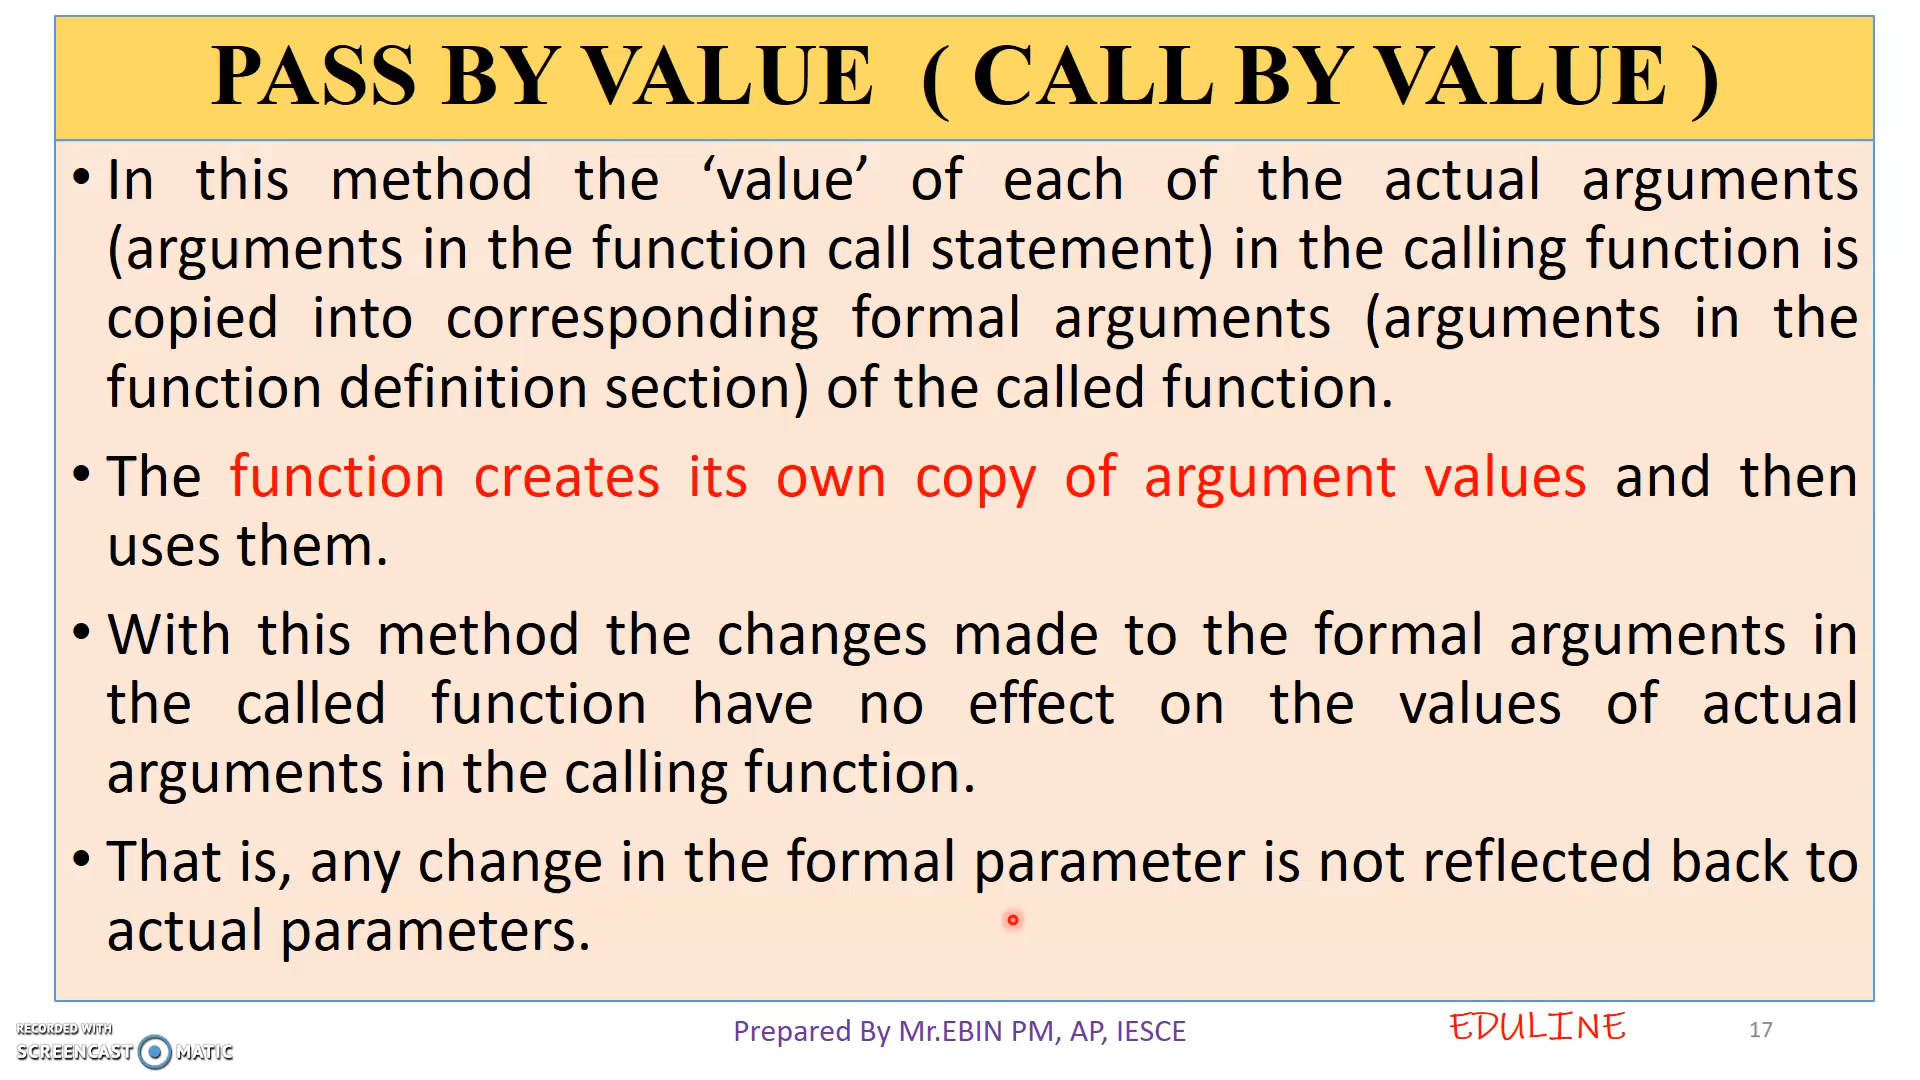 PASS BY VALUE ( CALL BY VALUE )
• In this method the ‘value’ of each of the actual arguments
(arguments in the function call statement) in the calling function is
copied into corresponding formal arguments (arguments in the
function definition section) of the called function.
• The function creates its own copy of argument values and then
uses them.
• With this method the changes made to the formal arguments in
the called function have no effect on the values of actual
arguments in the calling function.
• That is, any change in the formal parameter is not reflected back to
actual parameters.
RECORDED WITH
SCREENCAST MATIC
Prepared By Mr.EBIN PM, AP, IESCE
EDULINE
17